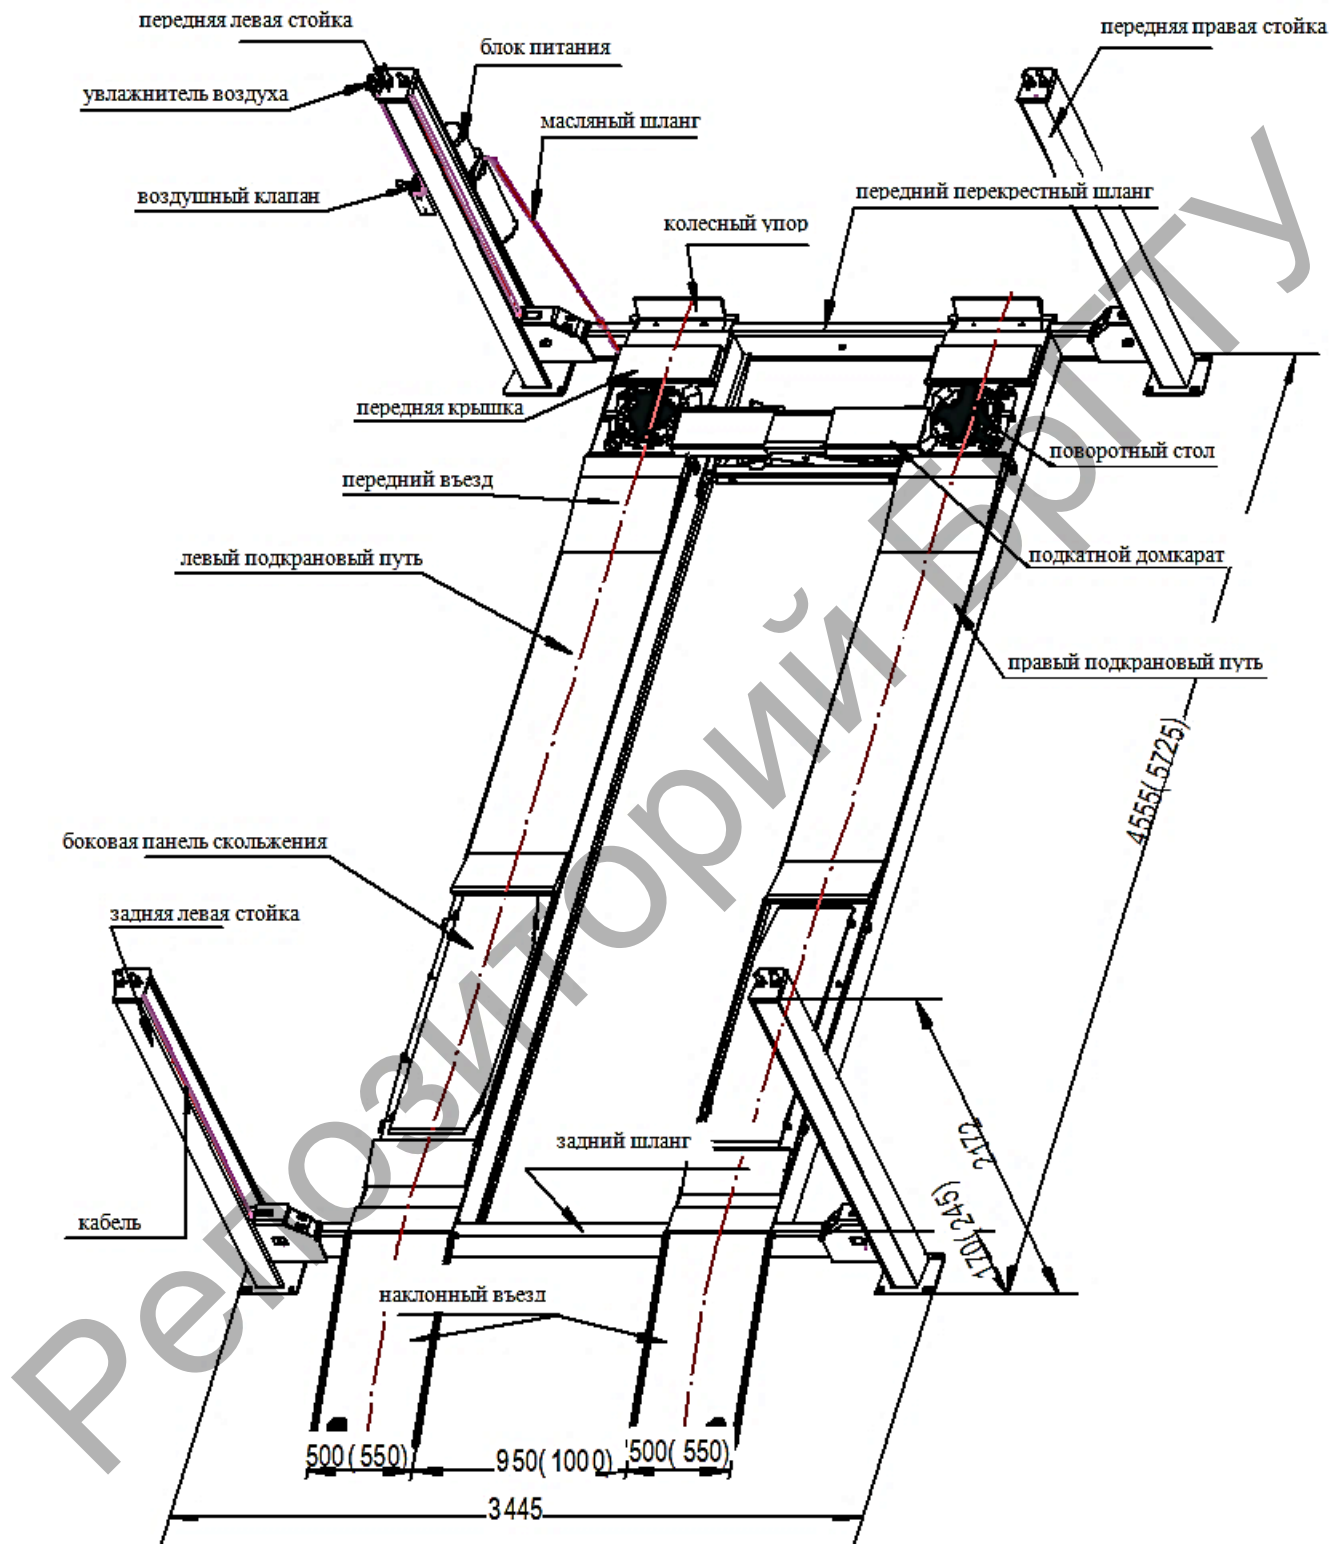 передняя левая стойка
передняя правая стойка
блок питания
увлажнитель воздуха
масляный шланг
воздушный клапан
передний перекрестный шланг
колесный упор
передняя крышка
поворотный стол
передний въезд
левый подкрановый путь
подкатной домкарат
правый подкрановый путь
4555(5725)
боковая панель скольжения
задняя левая стойка
задний шланг
2172
170(245)
кабель
наклонный въезд
500(550)
950(1000)
500(550)
3445
Репозиторий БрГТУ